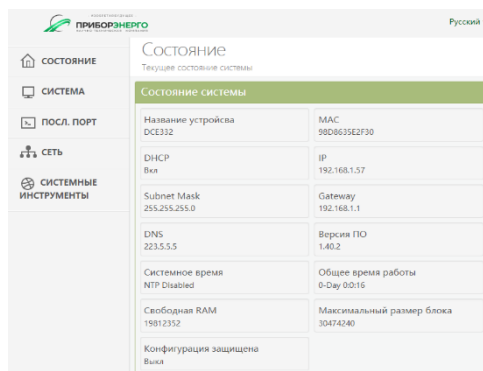 ПРИБОРЭНЕРГО
Русский
СОСТОЯНИЕ
СИСТЕМА
ПОСЛ. ПОРТ
СЕТЬ
СИСТЕМНЫЕ
ИНСТРУМЕНТЫ
Состояние
Текущее состояние системы
Состояние системы
Название устройсва
DCE332
MAC
98D8635E2F30
DHCP
Вкл
IP
192.168.1.57
Subnet Mask
255.255.255.0
Gateway
192.168.1.1
DNS
223.5.5.5
Версия ПО
1.40.2
Системное время
NTP Disabled
Общее время работы
0-Day 0:0:16
Свободная RAM
19812352
Максимальный размер блока
30474240
Конфигурация защищена
Выкл